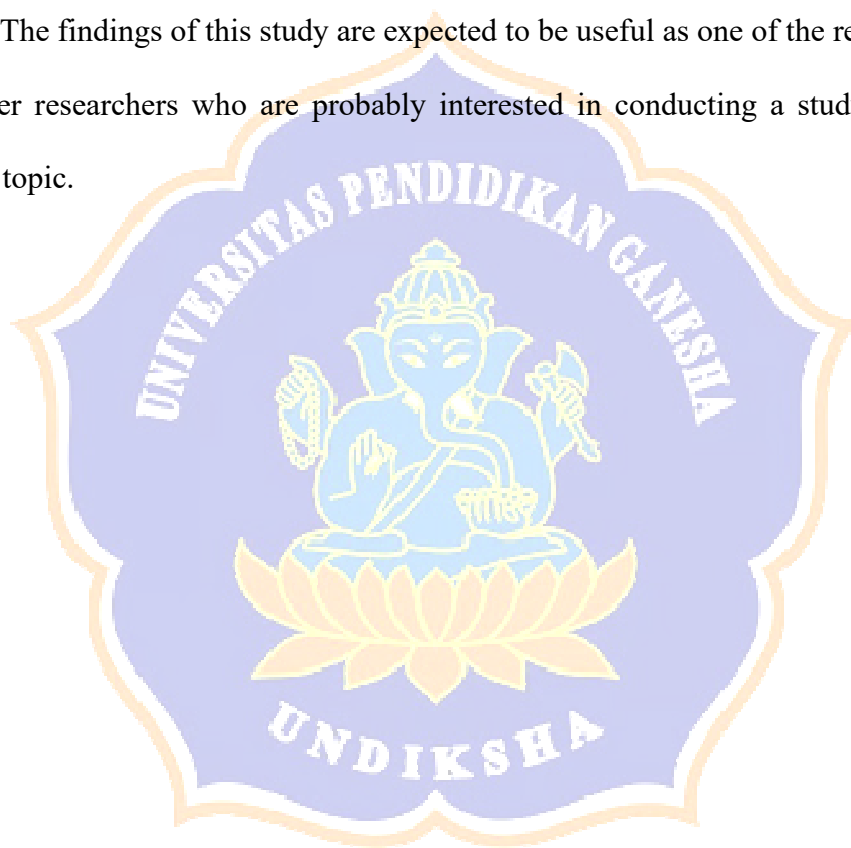 The findings of this study are expected to be useful as one of the re
er researchers who are probably interested in conducting a stud
topic.
UNIVERSITAS PENDIDIKAN GANESHA
UNDIKSHA